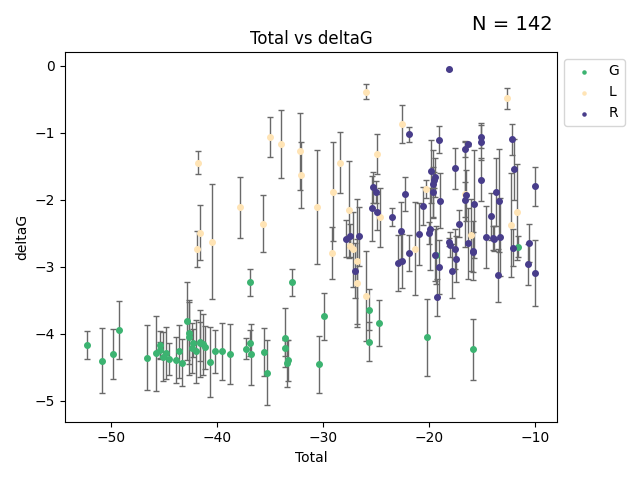 N = 142
Total vs deltaG
G
L
R
deltaG
0
−1
−2
−3
−4
−5
−50 −40 −30 −20 −10
Total